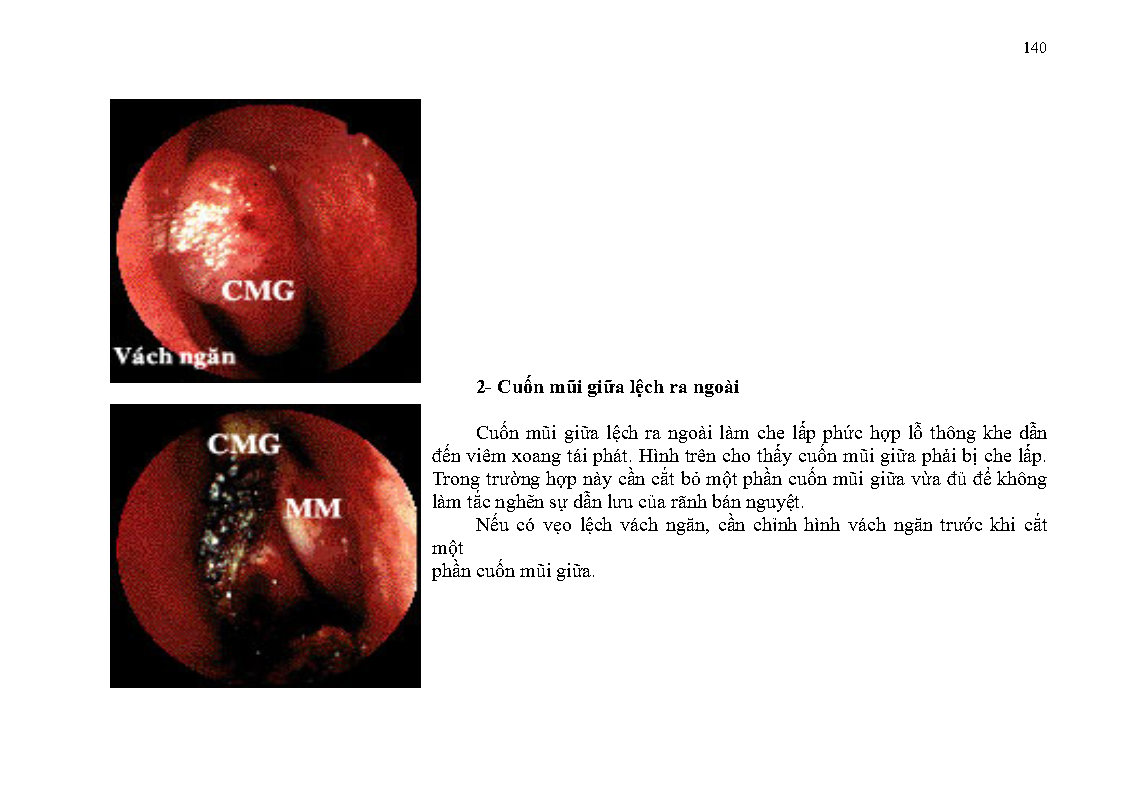 140
CMG
Vách ngăn
2- Cuốn mũi giữa lệch ra ngoài
CMG
MM
Cuốn mũi giữa lệch ra ngoài làm che lấp phức hợp lỗ thông khe dẫn
đến viêm xoang tái phát. Hình trên cho thấy cuốn mũi giữa phải bị che lấp.
Trong trường hợp này cần cắt bỏ một phần cuốn mũi giữa vừa đủ để không
làm tắc nghẽn sự dẫn lưu của rãnh bán nguyệt.
Nếu có vẹo lệch vách ngăn, cần chỉnh hình vách ngăn trước khi cắt
một
phần cuốn mũi giữa.